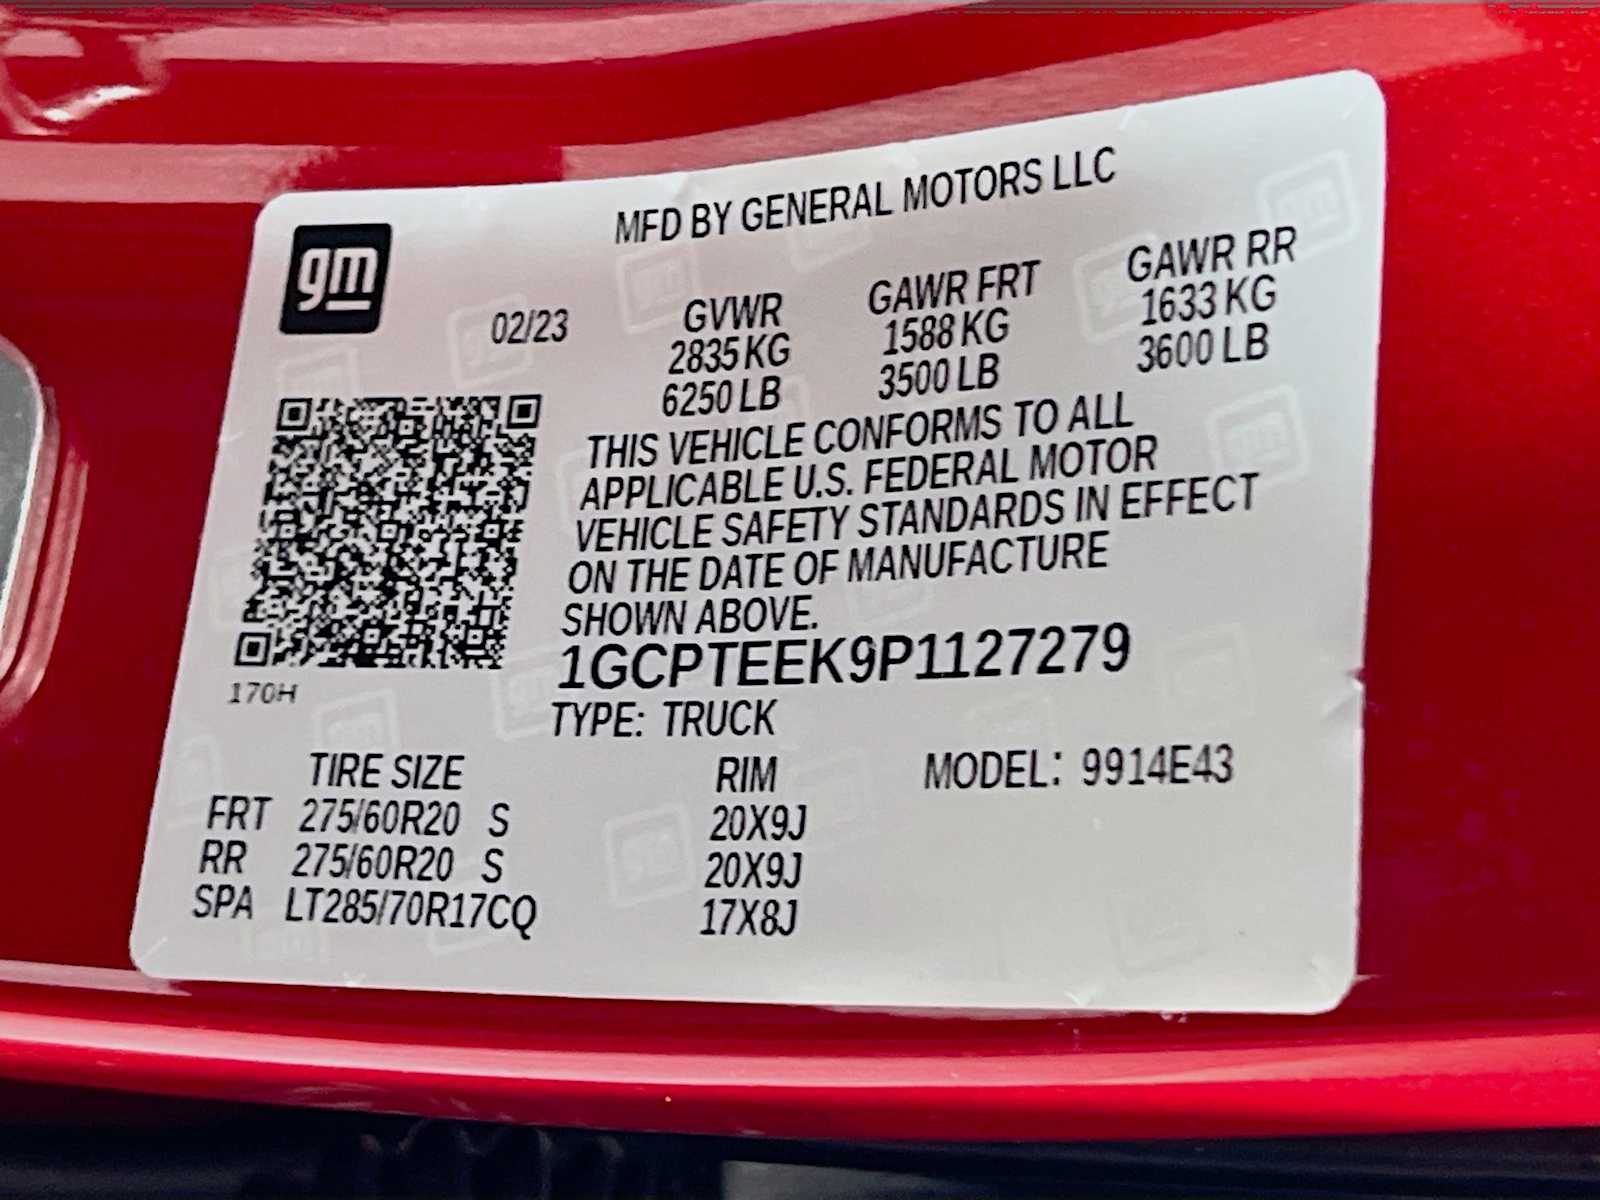 gm
MFD BY GENERAL MOTORS LLC
02/23
GVWR GAWR FRT GAWR RR
2835 KG 1588 KG 1633 KG
6250 LB 3500 LB 3600 LB
THIS VEHICLE CONFORMS TO ALL
APPLICABLE U.S. FEDERAL MOTOR
VEHICLE SAFETY STANDARDS IN EFFECT
ON THE DATE OF MANUFACTURE
SHOWN ABOVE.
1GCPTEEK9P1127279
170H
TYPE: TRUCK
TIRE SIZE RIM MODEL: 9914E43
FRT 275/60R20 S 20X9J
RR 275/60R20 S 20X9J
SPA LT285/70R17CQ 17X8J